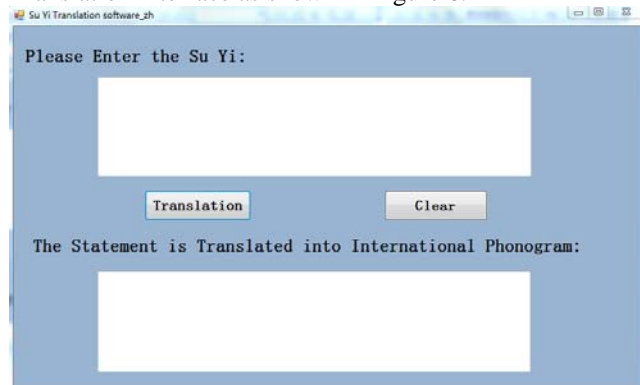 Su Yi Translation software_zh
Please Enter the Su Yi:
Translation Clear
The Statement is Translated into International Phonogram: